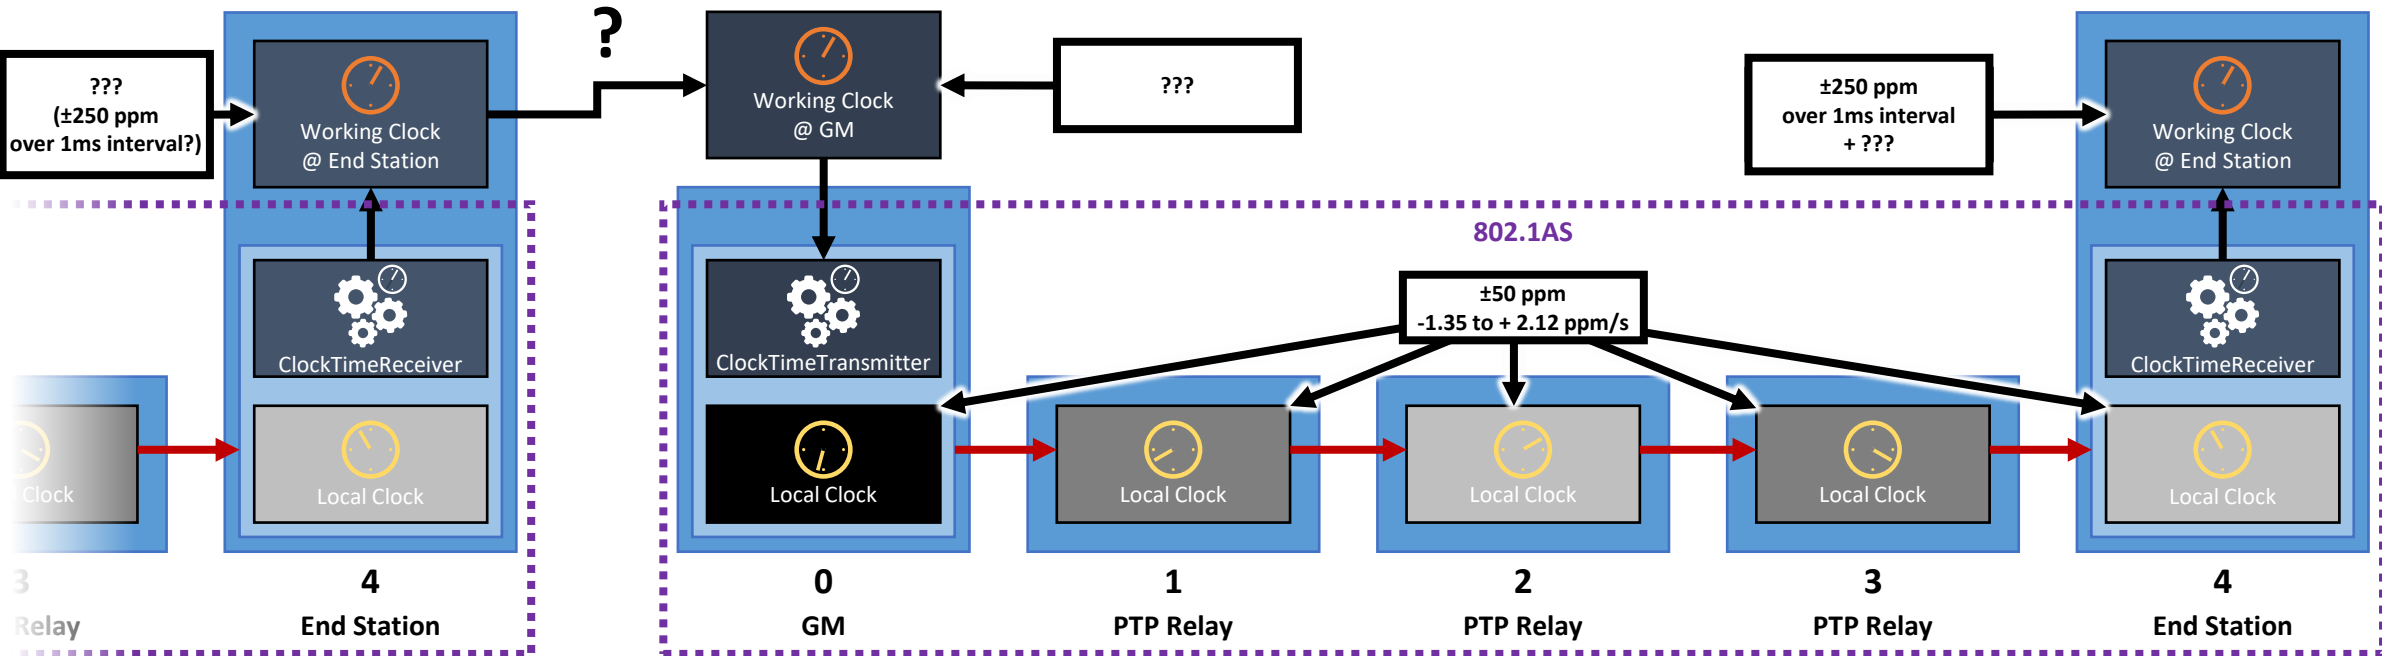 ?
???
(±250 ppm
over 1ms interval?)
Working Clock
@ End Station
Working Clock
@ GM
???
±250 ppm
over 1ms interval
+ ???
Working Clock
@ End Station
802.1AS
ClockTimeReceiver
ClockTimeTransmitter
±50 ppm
-1.35 to + 2.12 ppm/s
ClockTimeReceiver
Clock
Local Clock
Local Clock
Local Clock
Local Clock
Local Clock
Local Clock
3
Relay
4
End Station
0
GM
1
PTP Relay
2
PTP Relay
3
PTP Relay
4
End Station